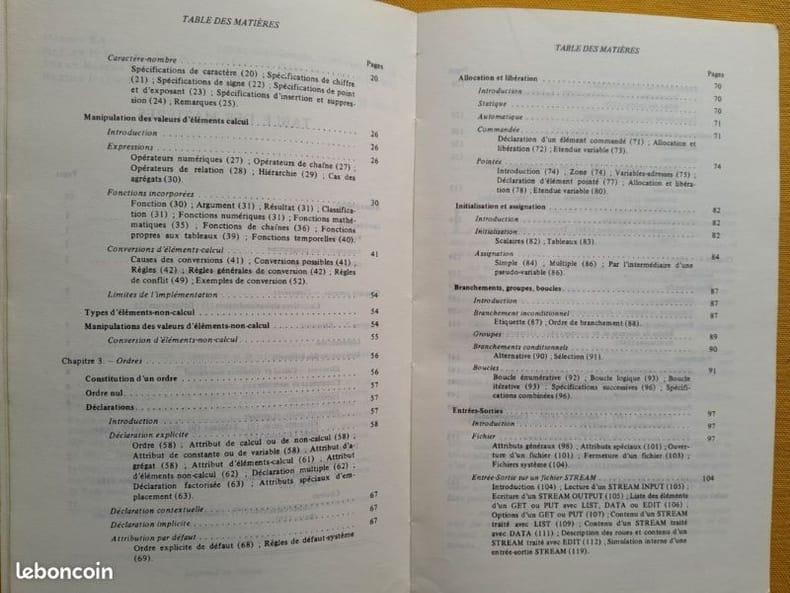 TABLE DES MATIÈRES
Pages
Caractère-nombre . . . 20
Spécifications de caractère (20) ; Spécifications de chiffre
(21) ; Spécifications de signe (22) ; Spécifications de point
et d'exposant (23) ; Spécifications d'insertion et suppres-
sion (24) ; Remarques (25).
Manipulation des valeurs d'éléments calcul . . . 26
Introduction . . . 26
Expressions . . . 26
Opérateurs numériques (27) ; Opérateurs de chaîne (27) ;
Opérateurs de relation (28) ; Hiérarchie (29) ; Cas des
agrégats (30).
Fonctions incorporées . . . 30
Fonction (30) ; Argument (31) ; Résultat (31) ; Classifica-
tion (31) ; Fonctions numériques (31) ; Fonctions mathé-
matiques (35) ; Fonctions de chaînes (36) ; Fonctions
propres aux tableaux (39) ; Fonctions temporelles (40).
Conversions d'éléments-calcul . . . 41
Causes des conversions (41) ; Conversions possibles (41) ;
Règles (42) ; Règles générales de conversion (42) ; Règles
de conflit (49) ; Exemples de conversion (52).
Limites de l'implémentation . . . 54
Types d'éléments-non-calcul . . . 54
Manipulations des valeurs d'éléments-non-calcul . . . 54
Conversion d'éléments-non-calcul . . . 55
Chapitre 3. – Ordres . . . 56
Constitution d'un ordre . . . 56
Ordre nul . . . 57
Déclarations . . . 57
Introduction . . . 58
Déclaration explicite . . . 58
Ordre (58) ; Attribut de calcul ou de non-calcul (58) ;
Attribut de constante ou de variable (58) ; Attribut d'a-
grégat (58) ; Attribut d'éléments-calcul (61) ; Attribut
d'éléments non-calcul (62) ; Déclaration multiple (62) ;
Déclaration factorisée (63) ; Attributs spéciaux d'em-
placement (63).
Déclaration contextuelle . . . 67
Déclaration implicite . . . 67
Attribution par défaut . . . 67
Ordre explicite de défaut (68) ; Règles de défaut-système
(69).
leboncoin
TABLE DES MATIÈRES
Pages
Allocation et libération . . . 70
Introduction . . . 70
Statique . . . 70
Automatique . . . 71
Commandée . . . 71
Déclaration d'un élément commandé (71) ; Allocation et
libération (72) ; Etendue variable (73).
Pointée . . . 74
Introduction (74) ; Zone (74) ; Variables-adresses (75) ;
Déclaration d'élément pointé (77) ; Allocation et libéra-
tion (78) ; Etendue variable (80).
Initialisation et assignation . . . 82
Introduction . . . 82
Initialisation . . . 82
Scalaires (82) ; Tableaux (83).
Assignation . . . 84
Simple (84) ; Multiple (86) ; Par l'intermédiaire d'une
pseudo-variable (86).
Branchements, groupes, boucles . . . 87
Introduction . . . 87
Branchement inconditionnel . . . 87
Etiquette (87) ; Ordre de branchement (88).
Groupes . . . 89
Branchements conditionnels . . . 90
Alternative (90) ; Sélection (91).
Boucles . . . 91
Boucle énumérative (92) ; Boucle logique (93) ; Boucle
itérative (93) ; Spécifications successives (96) ; Spécifi-
cations combinées (96).
Entrées-Sorties . . . 97
Introduction . . . 97
Fichier . . . 97
Attributs généraux (98) ; Attributs spéciaux (101) ; Ouver-
ture d'un fichier (101) ; Fermeture d'un fichier (103) ;
Fichiers système (104).
Entrée-Sortie sur un fichier STREAM . . . 104
Introduction (104) ; Lecture d'un STREAM INPUT (105) ;
Ecriture d'un STREAM OUTPUT (105) ; Liste des éléments
d'un GET ou PUT avec LIST, DATA ou EDIT (106) ;
Options d'un GET ou PUT (107) ; Contenu d'un STREAM
traité avec LIST (109) ; Contenu d'un STREAM traité
avec DATA (111) ; Description des roues et contenu d'un
STREAM traité avec EDIT (112) ; Simulation interne d'une
entrée-sortie STREAM (119).